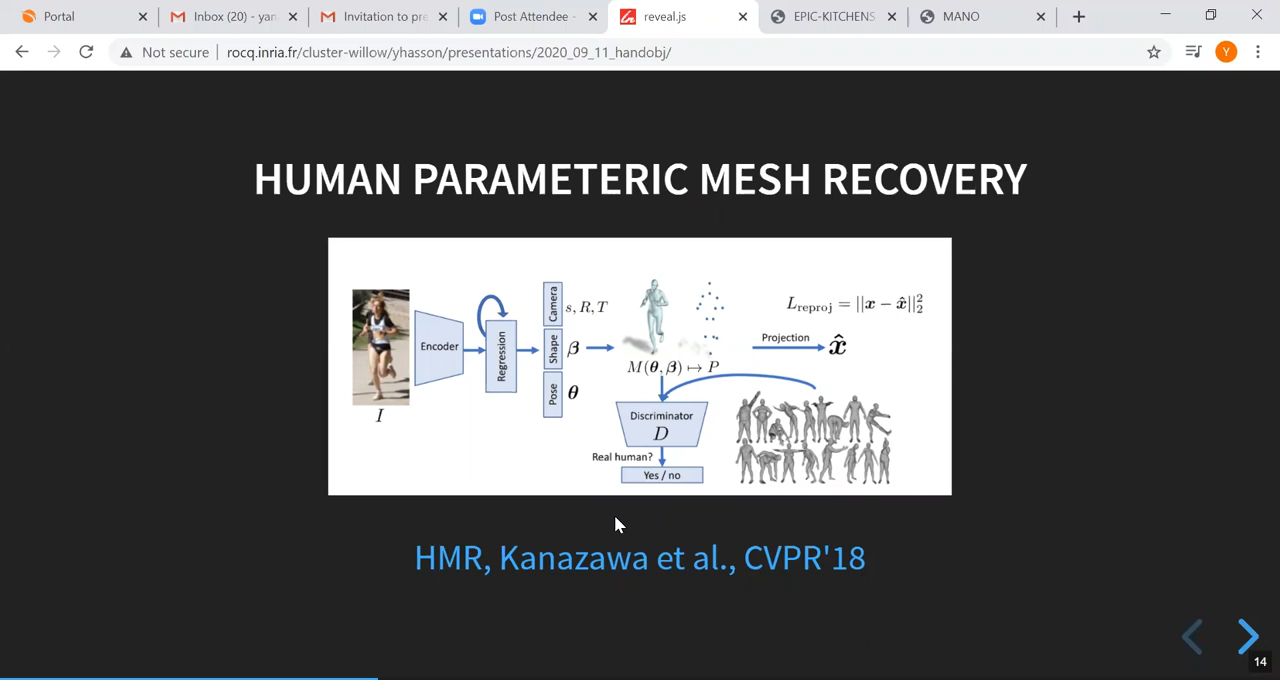 Portal
Inbox (20) - yan
Invitation to pre
Post Attendee -
reveal.js
EPIC-KITCHENS
MANO
Not secure
rocq.inria.fr/cluster-willow/yhasson/presentations/2020_09_11_handobj/
Y
HUMAN PARAMETERIC MESH RECOVERY
I
Encoder
Regression
Camera
s, R, T
Shape
β
Pose
θ
M(θ, β) ↦ P
Projection
x̂
L_reproj = ||x − x̂||₂²
Discriminator
D
Real human?
Yes / no
HMR, Kanazawa et al., CVPR'18
14